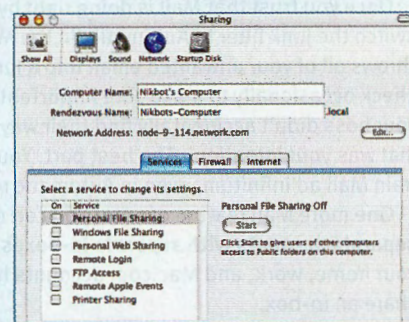 Sharing
Show All Displays Sound Network Startup Disk
Computer Name: Nikbot's Computer
Rendezvous Name: Nikbots-Computer .local
Network Address: node-9-114.network.com Edit...
Services Firewall Internet
Select a service to change its settings.
On Service
Personal File Sharing
Windows File Sharing
Personal Web Sharing
Remote Login
FTP Access
Remote Apple Events
Printer Sharing
Personal File Sharing Off
Start
Click Start to give users of other computers
access to Public folders on this computer.